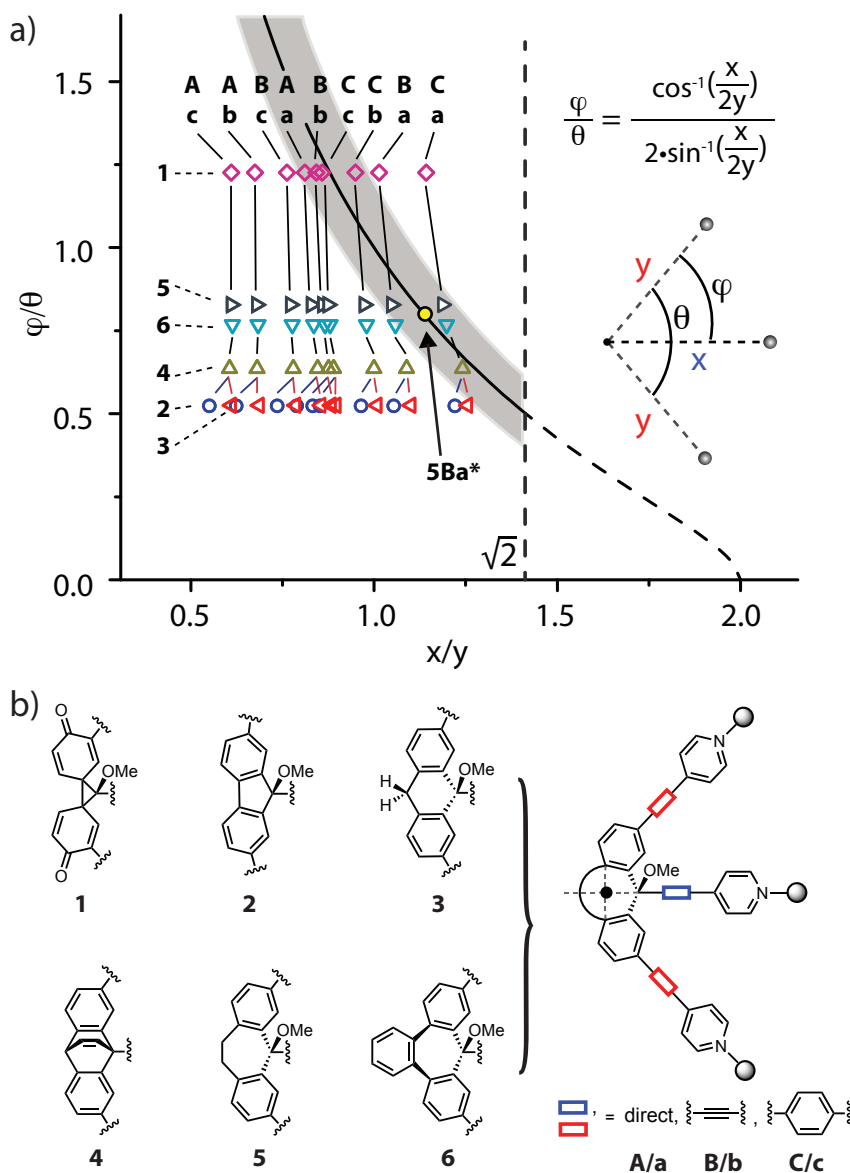 a)
1.5
1.0
0.5
0.0
φ/θ
A A B A B C C B C
c b c a b c b a a
1
5
6
4
2
3
5Ba*
√2
0.5 1.0 1.5 2.0
x/y
φ/θ = cos⁻¹(x/2y) / 2•sin⁻¹(x/2y)
y
φ
θ
x
y
b)
O
OMe
O
1
OMe
2
H
H
OMe
3
4
OMe
5
OMe
6
N
OMe
N
N
, = direct, ,
A/a B/b C/c